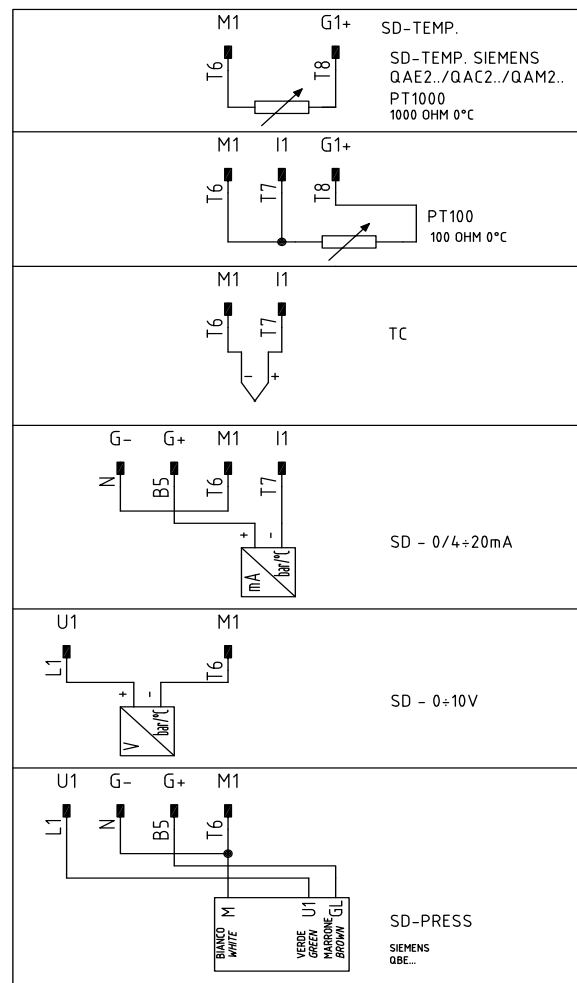 M1 G1+ SD-TEMP.
T6 T8
SD-TEMP. SIEMENS
QAE2../QAC2../QAM2..
PT1000
1000 OHM 0°C
M1 I1 G1+
T6 T7 T8
PT100
100 OHM 0°C
M1 I1
T6 T7
TC
- +
G- G+ M1 I1
N B5 T6 T7
+ -
mA bar/°C
SD - 0/4÷20mA
U1 M1
L1 T6
+ -
V bar/°C
SD - 0÷10V
U1 G- G+ M1
L1 N B5 T6
M U1 GL
BIANCO
WHITE
VERDE
GREEN
MARRONE
BROWN
SD-PRESS
SIEMENS
QBE...